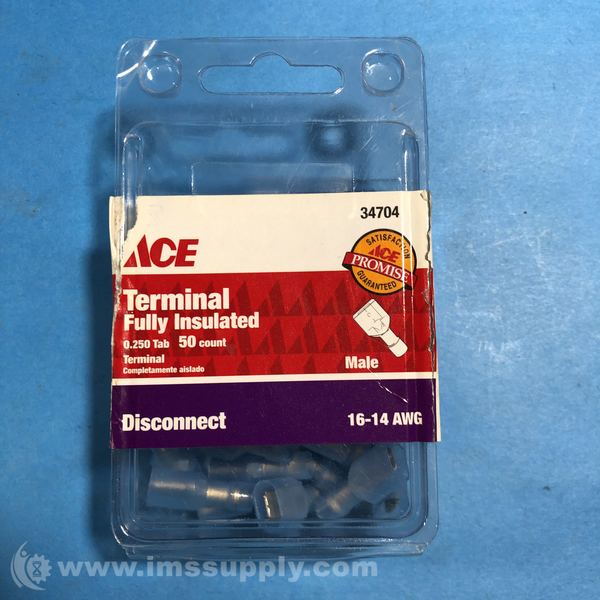 34704
ACE
SATISFACTION
ACE
PROMISE
GUARANTEED
Terminal
Fully Insulated
0.250 Tab 50 count
Terminal
Completamente aislado
Male
Disconnect
16-14 AWG
www.imssupply.com